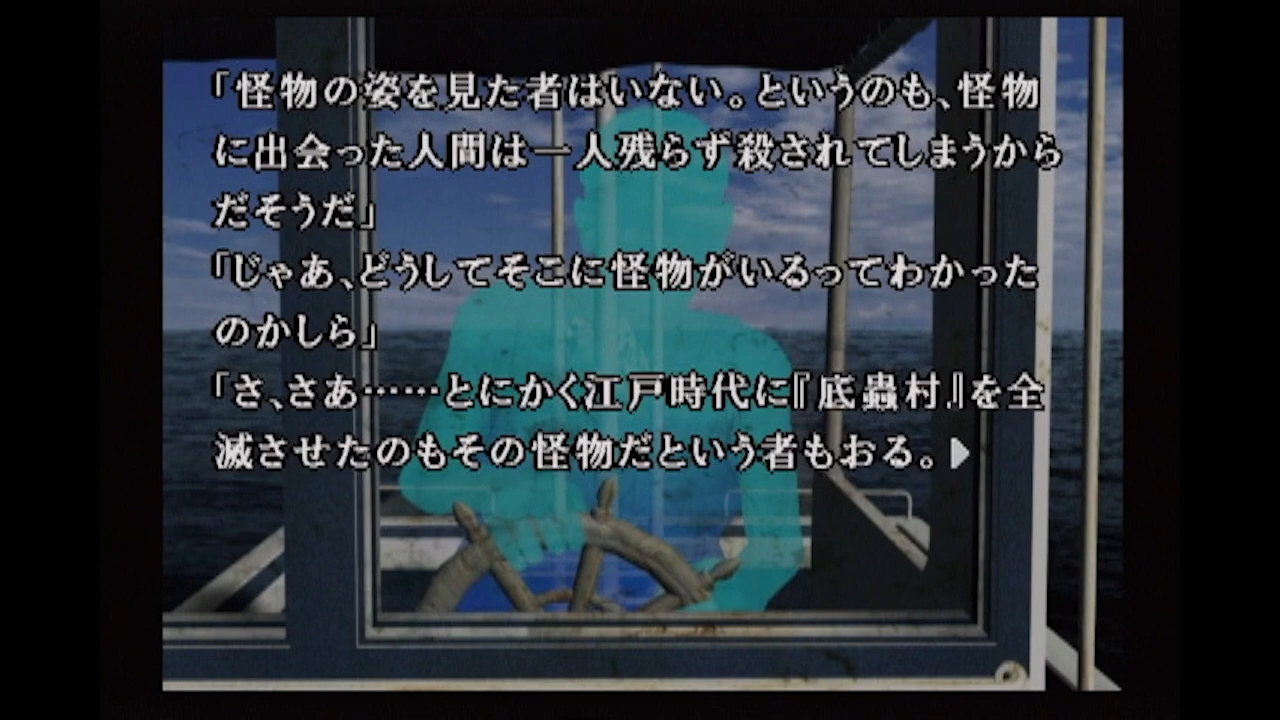 「怪物の姿を見た者はいない。というのも、怪物
に出会った人間は一人残らず殺されてしまうから
だそうだ」
「じゃあ、どうしてそこに怪物がいるってわかった
のかしら」
「さ、さあ……とにかく江戸時代に『底蟲村』を全
滅させたのもその怪物だという者もおる。